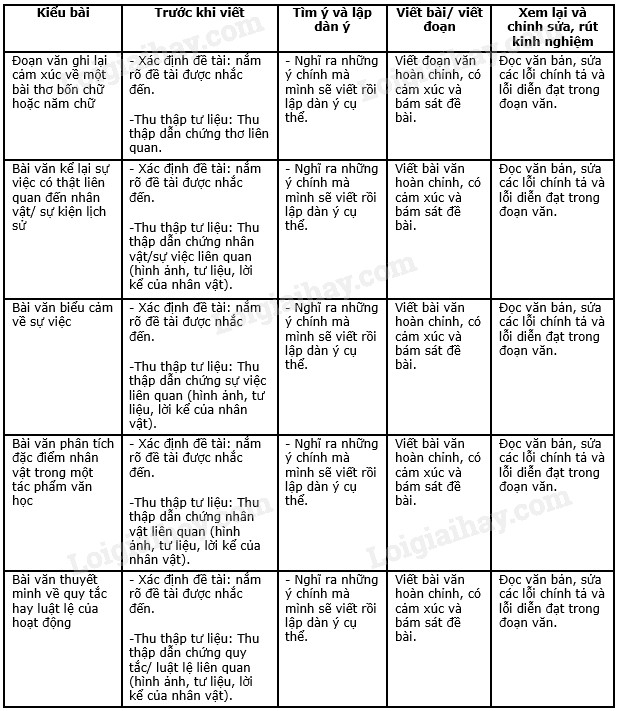 Kiểu bài
Trước khi viết
Tìm ý và lập
dàn ý
Viết bài/ viết
đoạn
Xem lại và
chỉnh sửa, rút
kinh nghiệm
Đoạn văn ghi lại
cảm xúc về một
bài thơ bốn chữ
hoặc năm chữ
- Xác định đề tài: nắm
rõ đề tài được nhắc
đến.
-Thu thập tư liệu: Thu
thập dẫn chứng thơ liên
quan.
- Nghĩ ra những
ý chính mà
mình sẽ viết rồi
lập dàn ý cụ
thể.
Viết đoạn văn
hoàn chỉnh, có
cảm xúc và
bám sát đề
bài.
Đọc văn bản, sửa
các lỗi chính tả và
lỗi diễn đạt trong
đoạn văn.
Bài văn kể lại sự
việc có thật liên
quan đến nhân
vật/ sự kiện lịch
sử
- Xác định đề tài: nắm
rõ đề tài được nhắc
đến.
-Thu thập tư liệu: Thu
thập dẫn chứng nhân
vật/sự việc liên quan
(hình ảnh, tư liệu, lời
kể của nhân vật).
- Nghĩ ra những
ý chính mà
mình sẽ viết rồi
lập dàn ý cụ
thể.
Viết bài văn
hoàn chỉnh, có
cảm xúc và
bám sát đề
bài.
Đọc văn bản, sửa
các lỗi chính tả và
lỗi diễn đạt trong
đoạn văn.
Bài văn biểu cảm
về sự việc
- Xác định đề tài: nắm
rõ đề tài được nhắc
đến.
-Thu thập tư liệu: Thu
thập dẫn chứng sự việc
liên quan (hình ảnh, tư
liệu, lời kể của nhân
vật).
- Nghĩ ra những
ý chính mà
mình sẽ viết rồi
lập dàn ý cụ
thể.
Viết bài văn
hoàn chỉnh, có
cảm xúc và
bám sát đề
bài.
Đọc văn bản, sửa
các lỗi chính tả và
lỗi diễn đạt trong
đoạn văn.
Bài văn phân tích
đặc điểm nhân
vật trong một
tác phẩm văn
học
- Xác định đề tài: nắm
rõ đề tài được nhắc
đến.
-Thu thập tư liệu: Thu
thập dẫn chứng nhân
vật liên quan (hình
ảnh, tư liệu, lời kể của
nhân vật).
- Nghĩ ra những
ý chính mà
mình sẽ viết rồi
lập dàn ý cụ
thể.
Viết bài văn
hoàn chỉnh, có
cảm xúc và
bám sát đề
bài.
Đọc văn bản, sửa
các lỗi chính tả và
lỗi diễn đạt trong
đoạn văn.
Bài văn thuyết
minh về quy tắc
hay luật lệ của
hoạt động
- Xác định đề tài: nắm
rõ đề tài được nhắc
đến.
-Thu thập tư liệu: Thu
thập dẫn chứng quy
tắc/ luật lệ liên quan
(hình ảnh, tư liệu, lời
kể của nhân vật).
- Nghĩ ra những
ý chính mà
mình sẽ viết rồi
lập dàn ý cụ
thể.
Viết bài văn
hoàn chỉnh, có
cảm xúc và
bám sát đề
bài.
Đọc văn bản, sửa
các lỗi chính tả và
lỗi diễn đạt trong
đoạn văn.
Loigiaihay.com
Loigiaihay.com
Loigiaihay.com
Loigiaihay.com
Loigiaihay.com